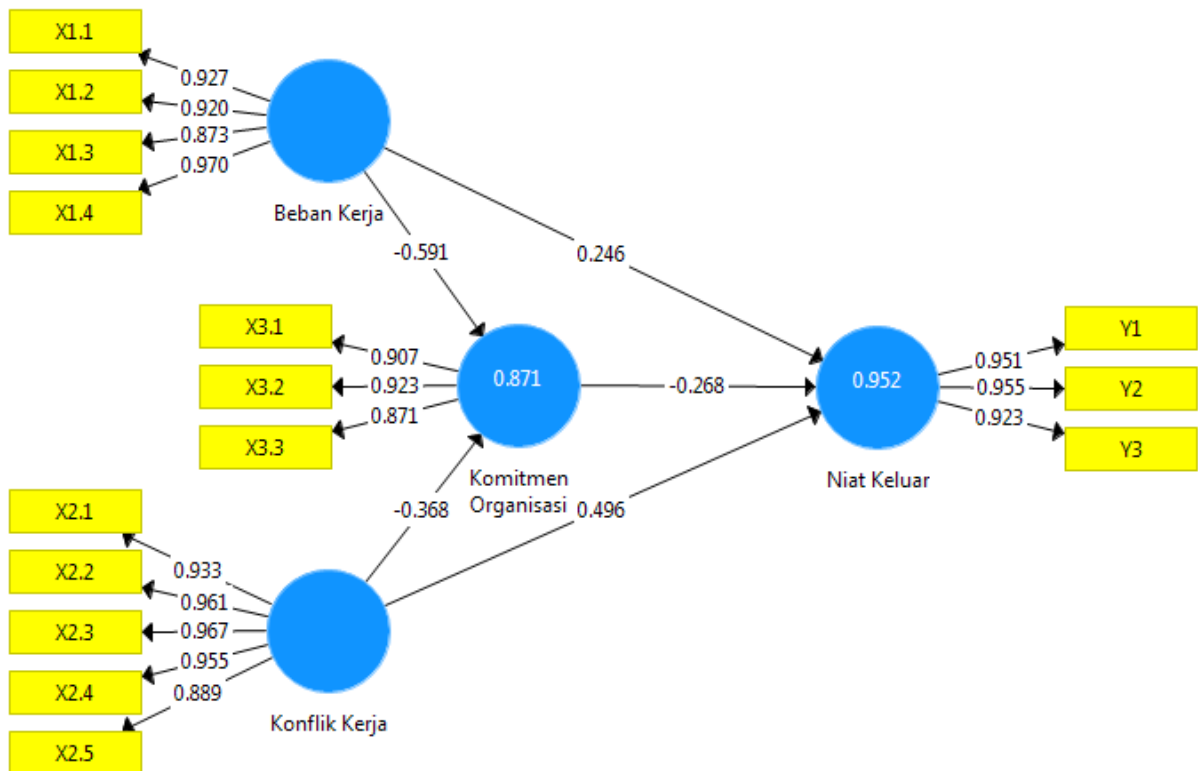 X1.1
0.927
X1.2
0.920
X1.3
0.873
X1.4
0.970
Beban Kerja
-0.591
0.246
X3.1
0.907
X3.2
0.923
X3.3
0.871
0.871
-0.268
0.952
Komitmen
Organisasi
Niat Keluar
Y1
0.951
Y2
0.955
Y3
0.923
-0.368
0.496
X2.1
0.933
X2.2
0.961
X2.3
0.967
X2.4
0.955
X2.5
0.889
Konflik Kerja